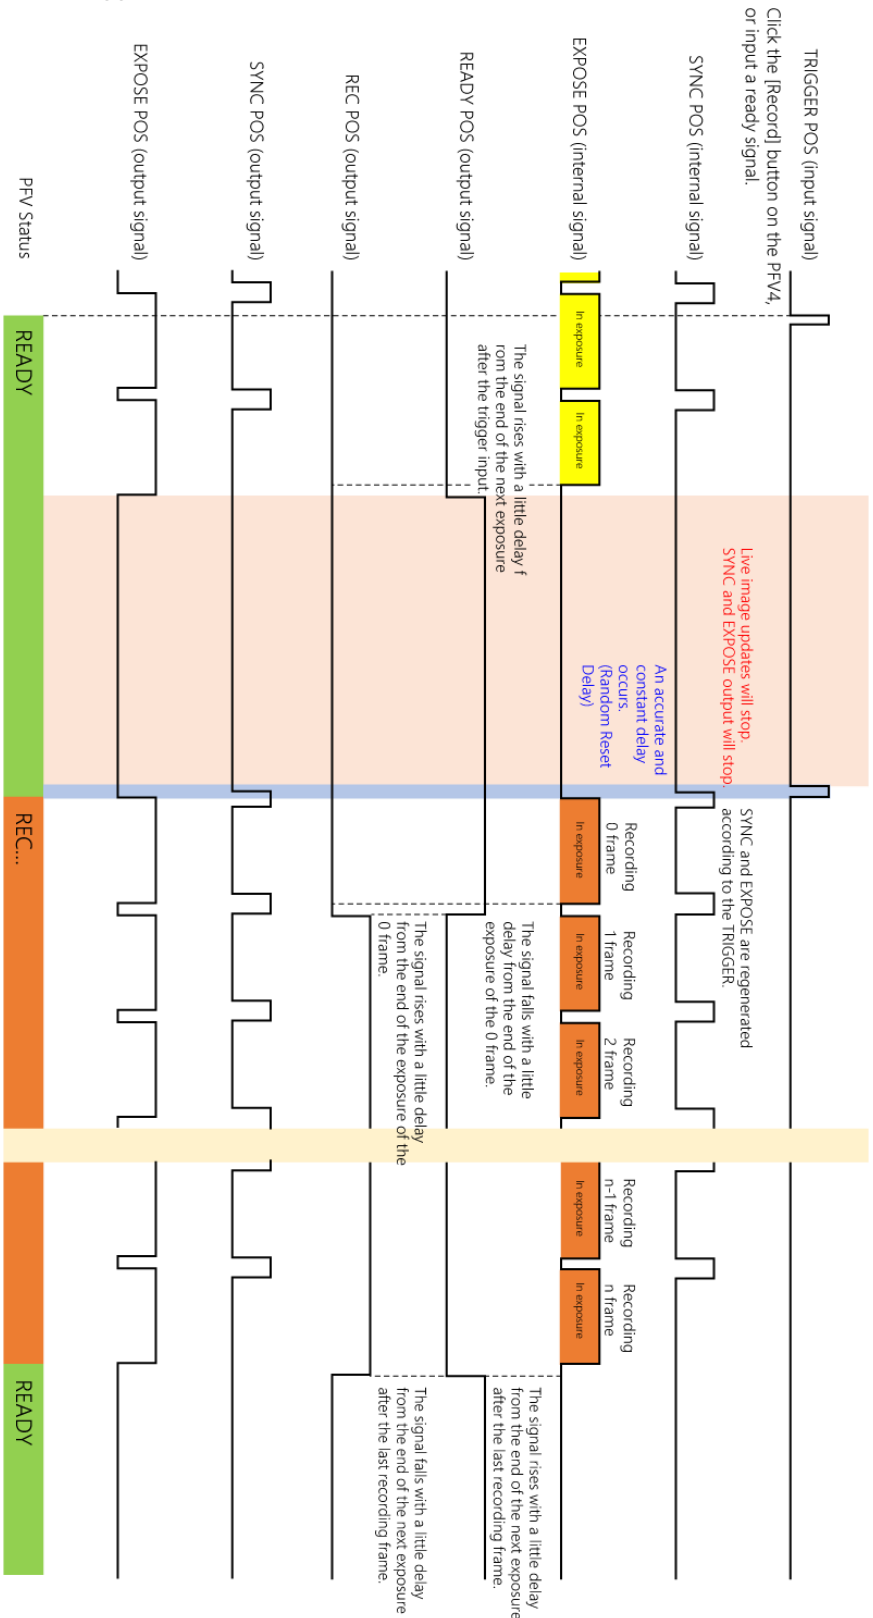 Click the [Record] button on the PFV4,
or input a ready signal.
TRIGGER POS (input signal)
SYNC POS (internal signal)
EXPOSE POS (internal signal)
READY POS (output signal)
REC POS (output signal)
SYNC POS (output signal)
EXPOSE POS (output signal)
PFV Status
In exposure
In exposure
The signal rises with a little delay f
rom the end of the next exposure
after the trigger input.
Live image updates will stop.
SYNC and EXPOSE output will stop.
An accurate and
constant delay
occurs.
(Random Reset
Delay)
SYNC and EXPOSE are regenerated
according to the TRIGGER.
Recording
0 frame
In exposure
Recording
1 frame
In exposure
Recording
2 frame
In exposure
Recording
n-1 frame
In exposure
Recording
n frame
In exposure
The signal falls with a little
delay from the end of the
exposure of the 0 frame.
The signal rises with a little delay
from the end of the exposure of the
0 frame.
The signal rises with a little delay
from the end of the next exposure
after the last recording frame.
The signal falls with a little delay
from the end of the next exposure
after the last recording frame.
READY
REC...
READY